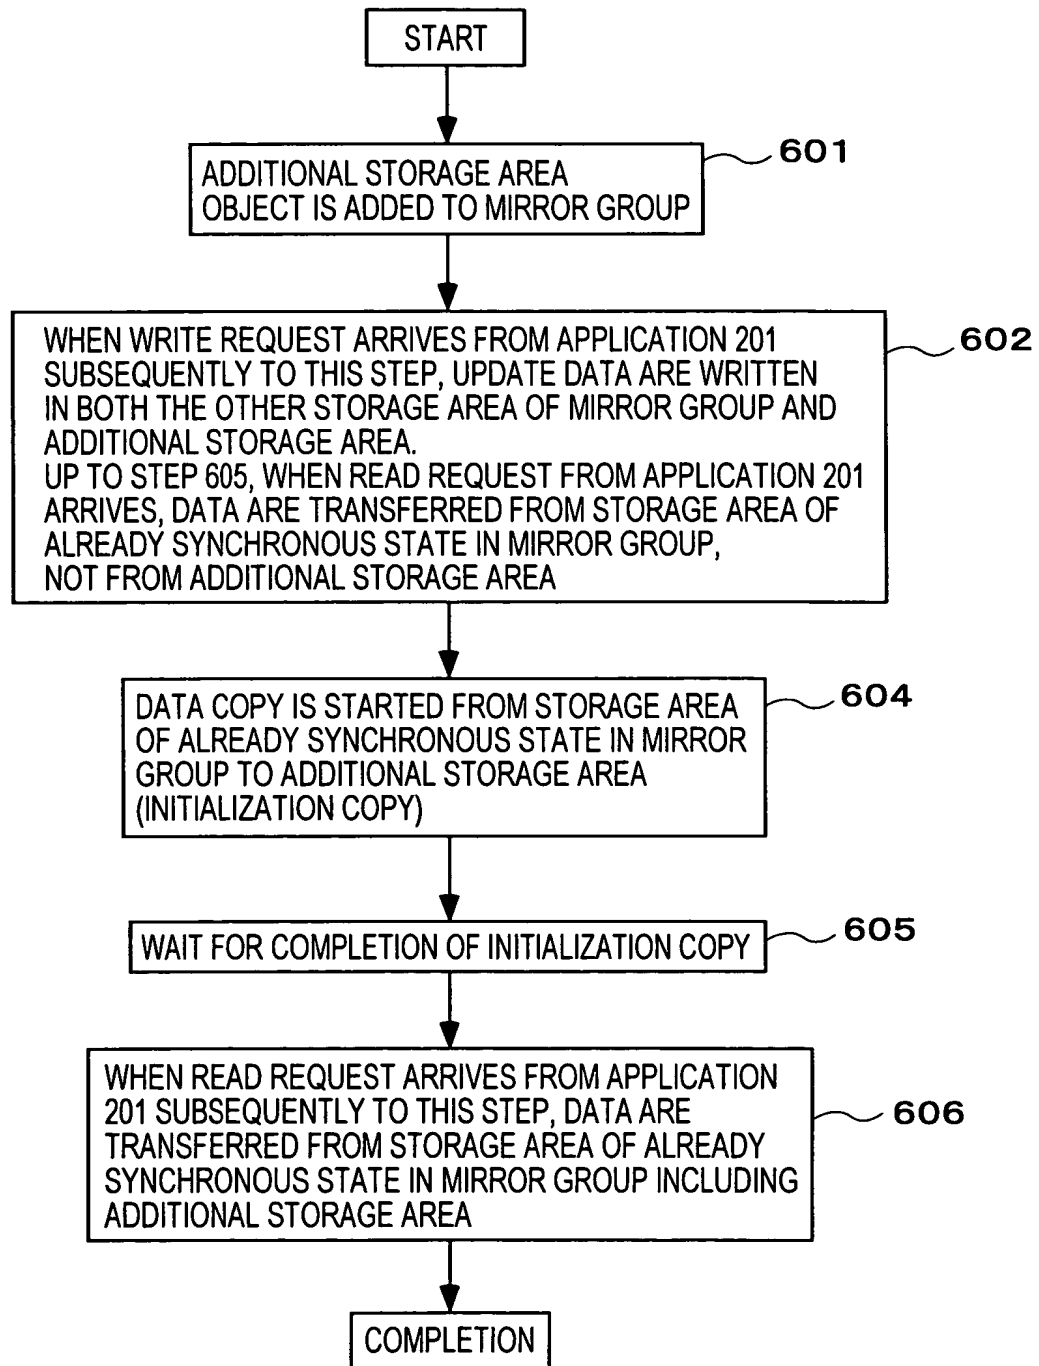 START
601
ADDITIONAL STORAGE AREA
OBJECT IS ADDED TO MIRROR GROUP
602
WHEN WRITE REQUEST ARRIVES FROM APPLICATION 201
SUBSEQUENTLY TO THIS STEP, UPDATE DATA ARE WRITTEN
IN BOTH THE OTHER STORAGE AREA OF MIRROR GROUP AND
ADDITIONAL STORAGE AREA.
UP TO STEP 605, WHEN READ REQUEST FROM APPLICATION 201
ARRIVES, DATA ARE TRANSFERRED FROM STORAGE AREA OF
ALREADY SYNCHRONOUS STATE IN MIRROR GROUP,
NOT FROM ADDITIONAL STORAGE AREA
604
DATA COPY IS STARTED FROM STORAGE AREA
OF ALREADY SYNCHRONOUS STATE IN MIRROR
GROUP TO ADDITIONAL STORAGE AREA
(INITIALIZATION COPY)
605
WAIT FOR COMPLETION OF INITIALIZATION COPY
606
WHEN READ REQUEST ARRIVES FROM APPLICATION
201 SUBSEQUENTLY TO THIS STEP, DATA ARE
TRANSFERRED FROM STORAGE AREA OF ALREADY
SYNCHRONOUS STATE IN MIRROR GROUP INCLUDING
ADDITIONAL STORAGE AREA
COMPLETION